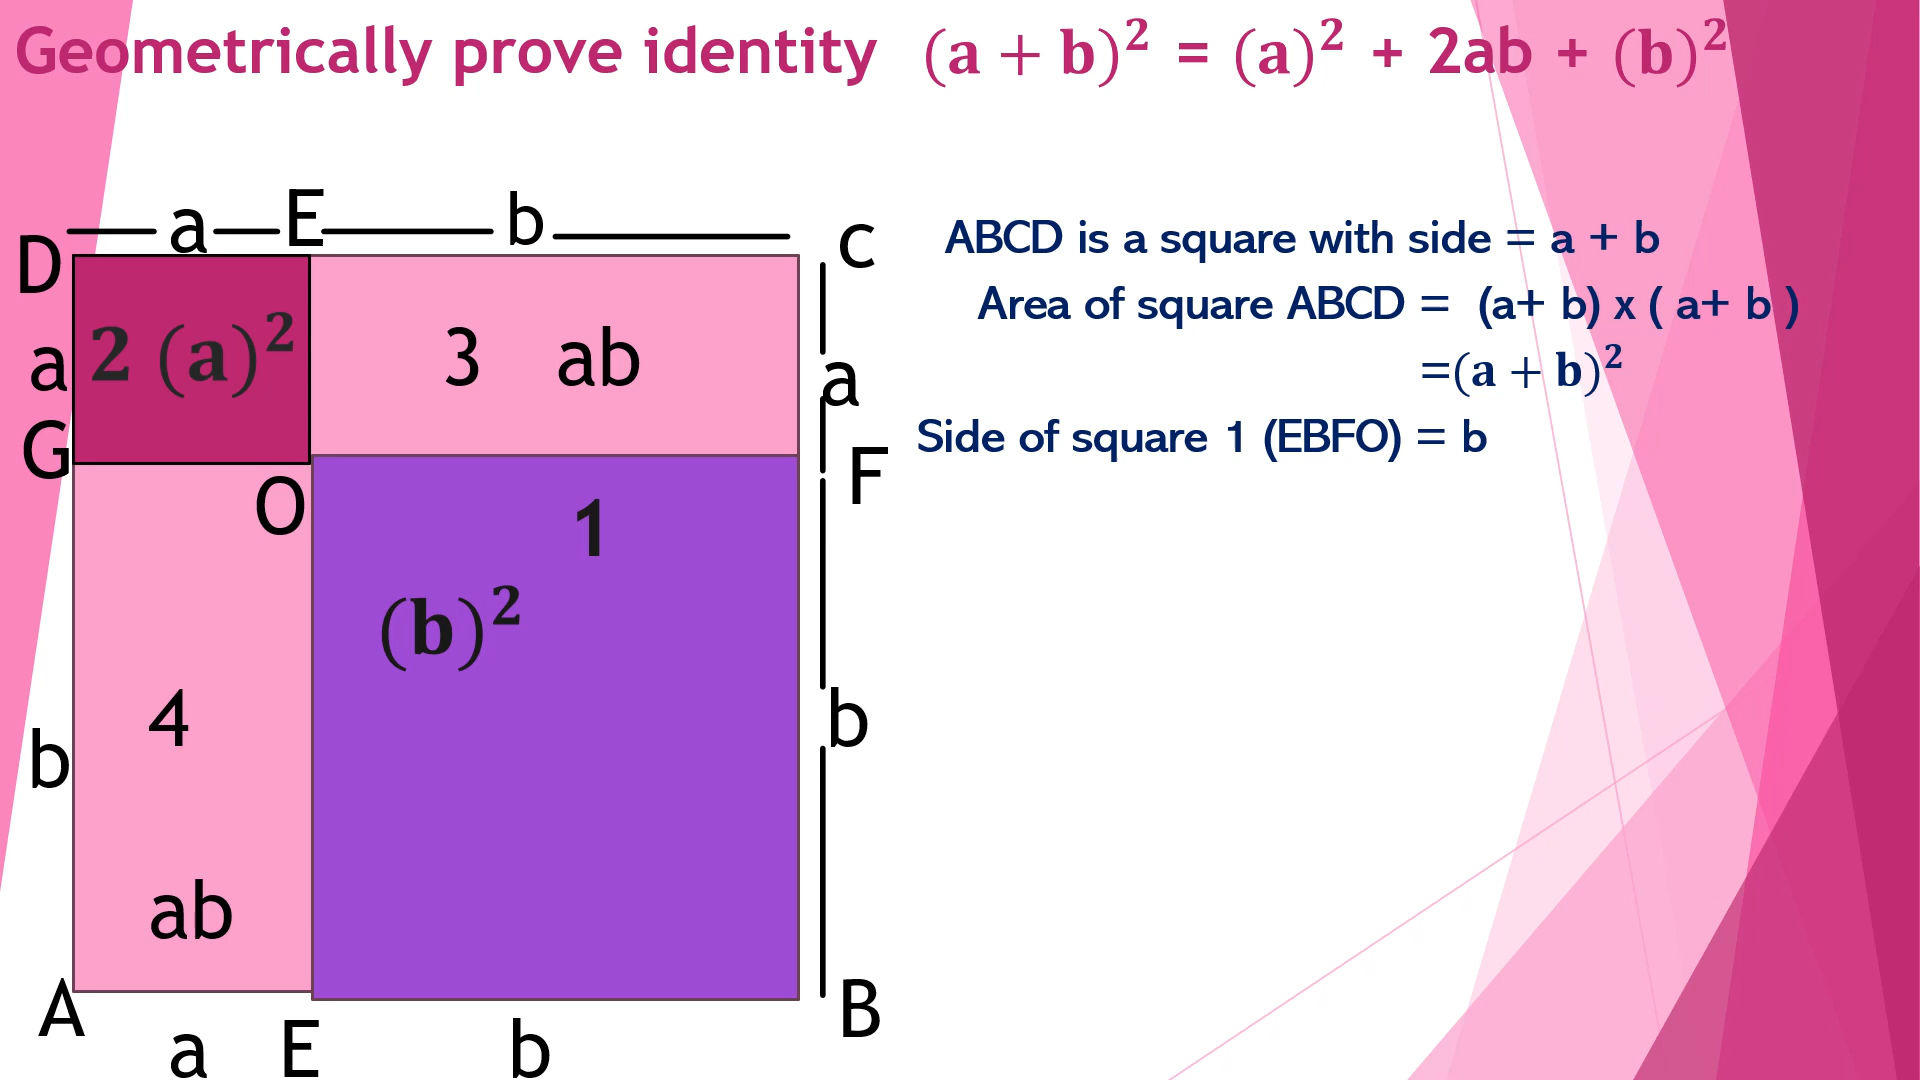 Geometrically prove identity (a + b)² = (a)² + 2ab + (b)²
a E b
D C
2 (a)² 3 ab
a a
G F
O
1
(b)²
4
b b
ab
A B
a E b
ABCD is a square with side = a + b
Area of square ABCD = (a+ b) x ( a+ b )
=(a + b)²
Side of square 1 (EBFO) = b